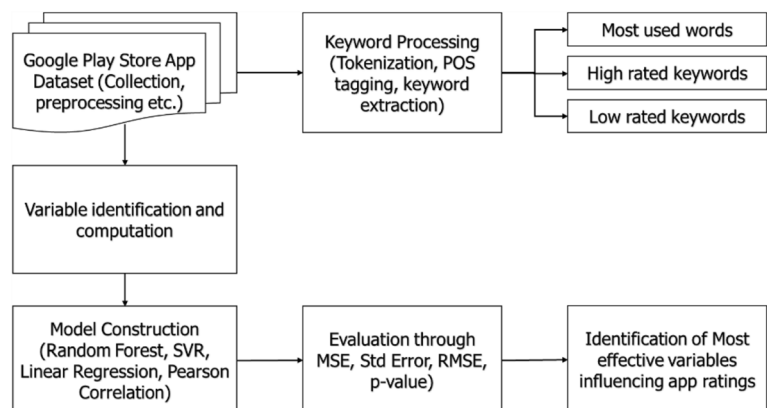 Google Play Store App
Dataset (Collection,
preprocessing etc.)
Keyword Processing
(Tokenization, POS
tagging, keyword
extraction)
Most used words
High rated keywords
Low rated keywords
Variable identification and
computation
Model Construction
(Random Forest, SVR,
Linear Regression, Pearson
Correlation)
Evaluation through
MSE, Std Error, RMSE,
p-value)
Identification of Most
effective variables
influencing app ratings